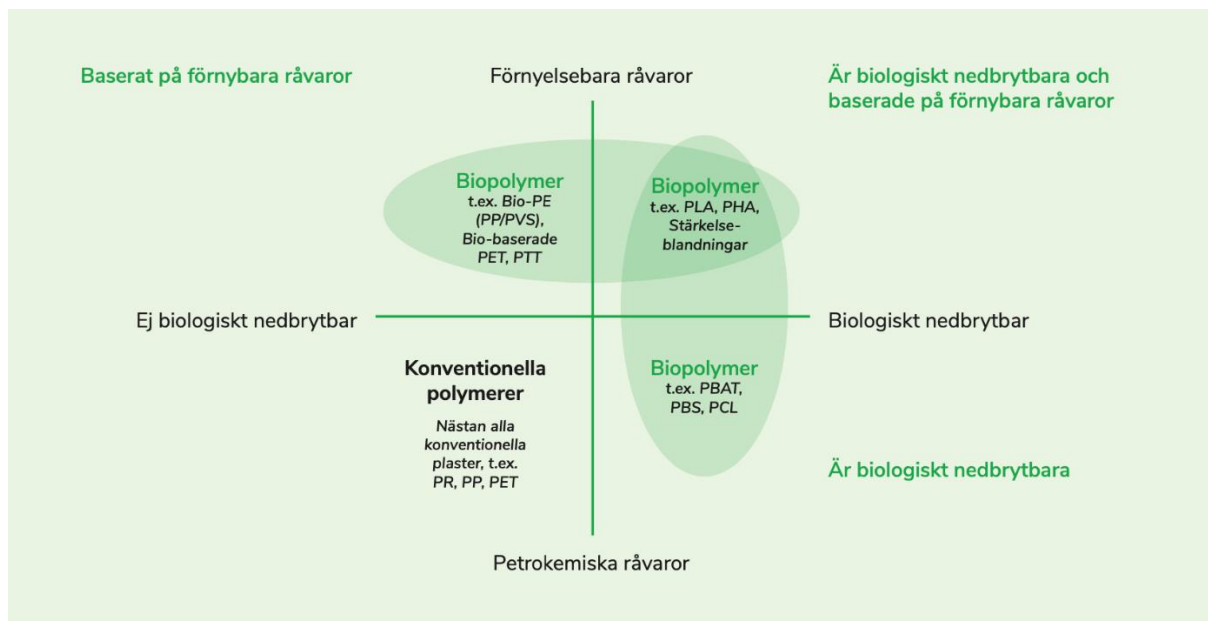 Baserat på förnybara råvaror
Förnyelsebara råvaror
Är biologiskt nedbrytbara och
baserade på förnybara råvaror
Biopolymer
t.ex. Bio-PE
(PP/PVS),
Bio-baserade
PET, PTT
Biopolymer
t.ex. PLA, PHA,
Stärkelse-
blandningar
Ej biologiskt nedbrytbar
Biologiskt nedbrytbar
Konventionella
polymerer
Nästan alla
konventionella
plaster, t.ex.
PR, PP, PET
Biopolymer
t.ex. PBAT,
PBS, PCL
Är biologiskt nedbrytbara
Petrokemiska råvaror